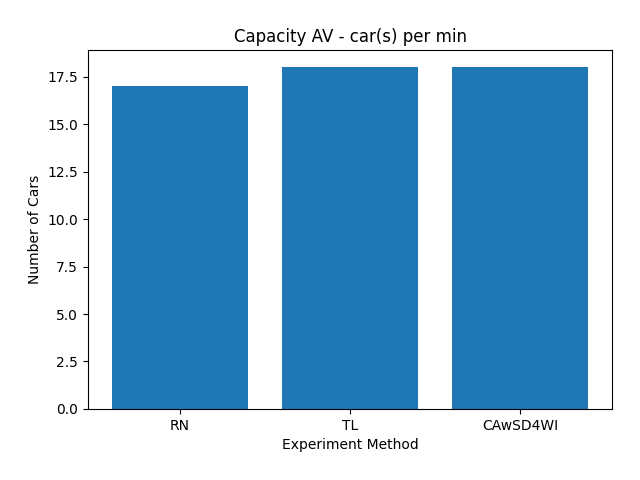 Capacity AV - car(s) per min
Number of Cars
17.5
15.0
12.5
10.0
7.5
5.0
2.5
0.0
RN TL CAwSD4WI
Experiment Method